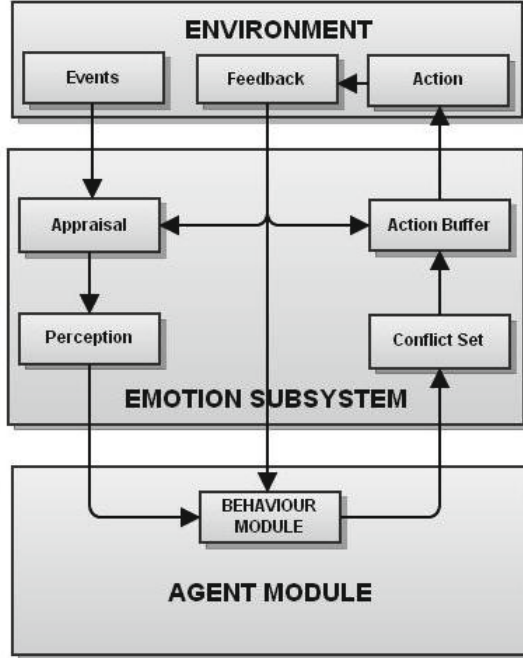 ENVIRONMENT
Events
Feedback
Action
Appraisal
Action Buffer
Perception
Conflict Set
EMOTION SUBSYSTEM
BEHAVIOUR
MODULE
AGENT MODULE